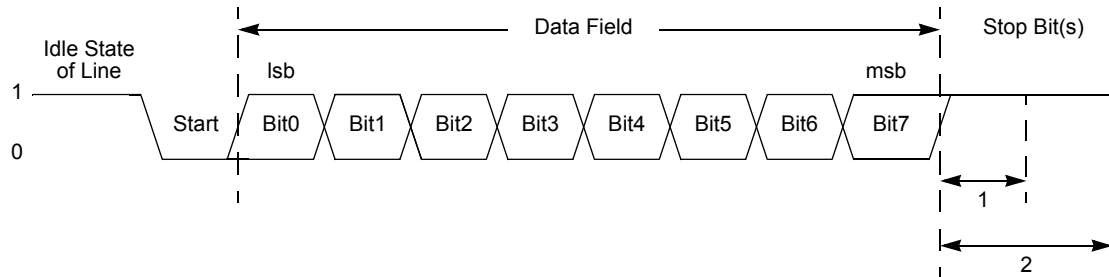 Data Field
Stop Bit(s)
Idle State
of Line
lsb
msb
1
Start
Bit0
Bit1
Bit2
Bit3
Bit4
Bit5
Bit6
Bit7
0
1
2